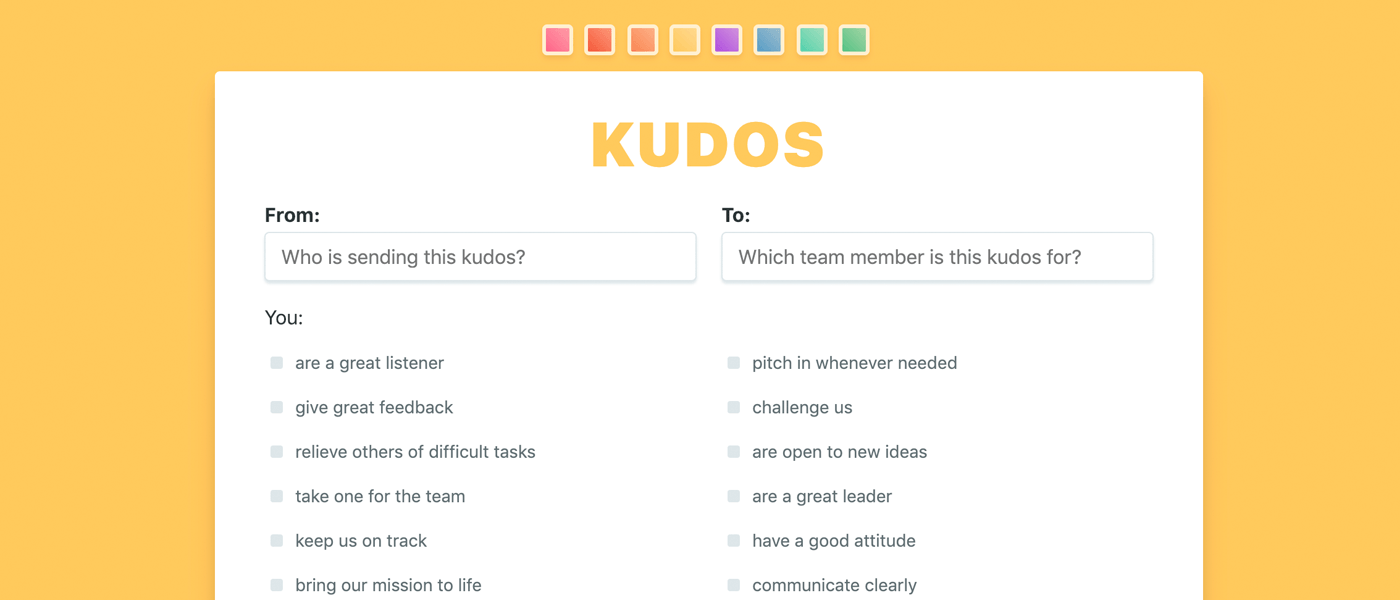 KUDOS
From:
To:
Who is sending this kudos?
Which team member is this kudos for?
You:
are a great listener
pitch in whenever needed
give great feedback
challenge us
relieve others of difficult tasks
are open to new ideas
take one for the team
are a great leader
keep us on track
have a good attitude
bring our mission to life
communicate clearly